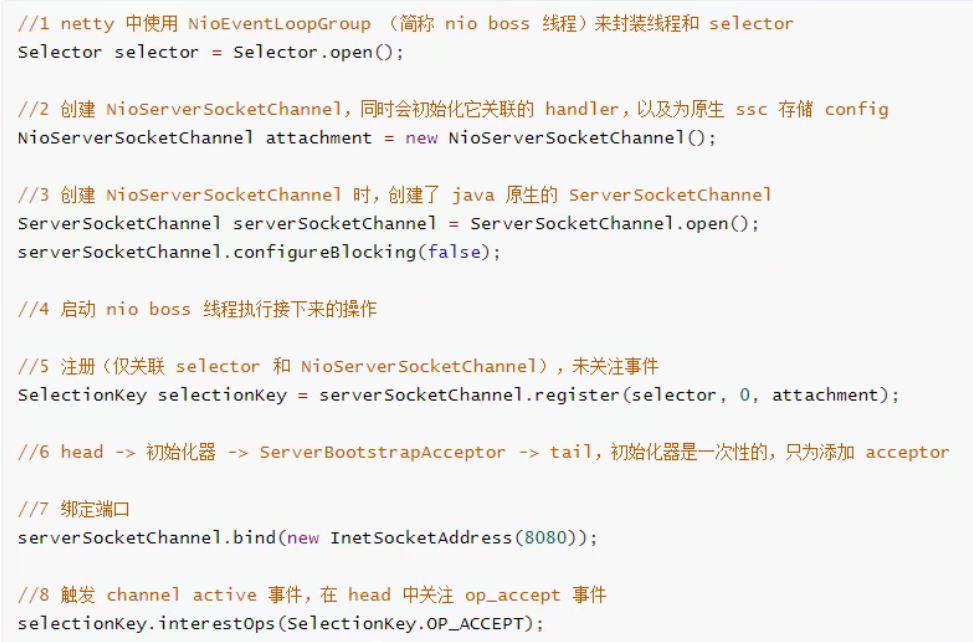 //1 netty 中使用 NioEventLoopGroup （简称 nio boss 线程）来封装线程和 selector
Selector selector = Selector.open();
//2 创建 NioServerSocketChannel，同时会初始化它关联的 handler，以及为原生 ssc 存储 config
NioServerSocketChannel attachment = new NioServerSocketChannel();
//3 创建 NioServerSocketChannel 时，创建了 java 原生的 ServerSocketChannel
ServerSocketChannel serverSocketChannel = ServerSocketChannel.open();
serverSocketChannel.configureBlocking(false);
//4 启动 nio boss 线程执行接下来的操作
//5 注册（仅关联 selector 和 NioServerSocketChannel），未关注事件
SelectionKey selectionKey = serverSocketChannel.register(selector, 0, attachment);
//6 head -> 初始化器 -> ServerBootstrapAcceptor -> tail，初始化器是一次性的，只为添加 acceptor
//7 绑定端口
serverSocketChannel.bind(new InetSocketAddress(8080));
//8 触发 channel active 事件，在 head 中关注 op_accept 事件
selectionKey.interestOps(SelectionKey.OP_ACCEPT);